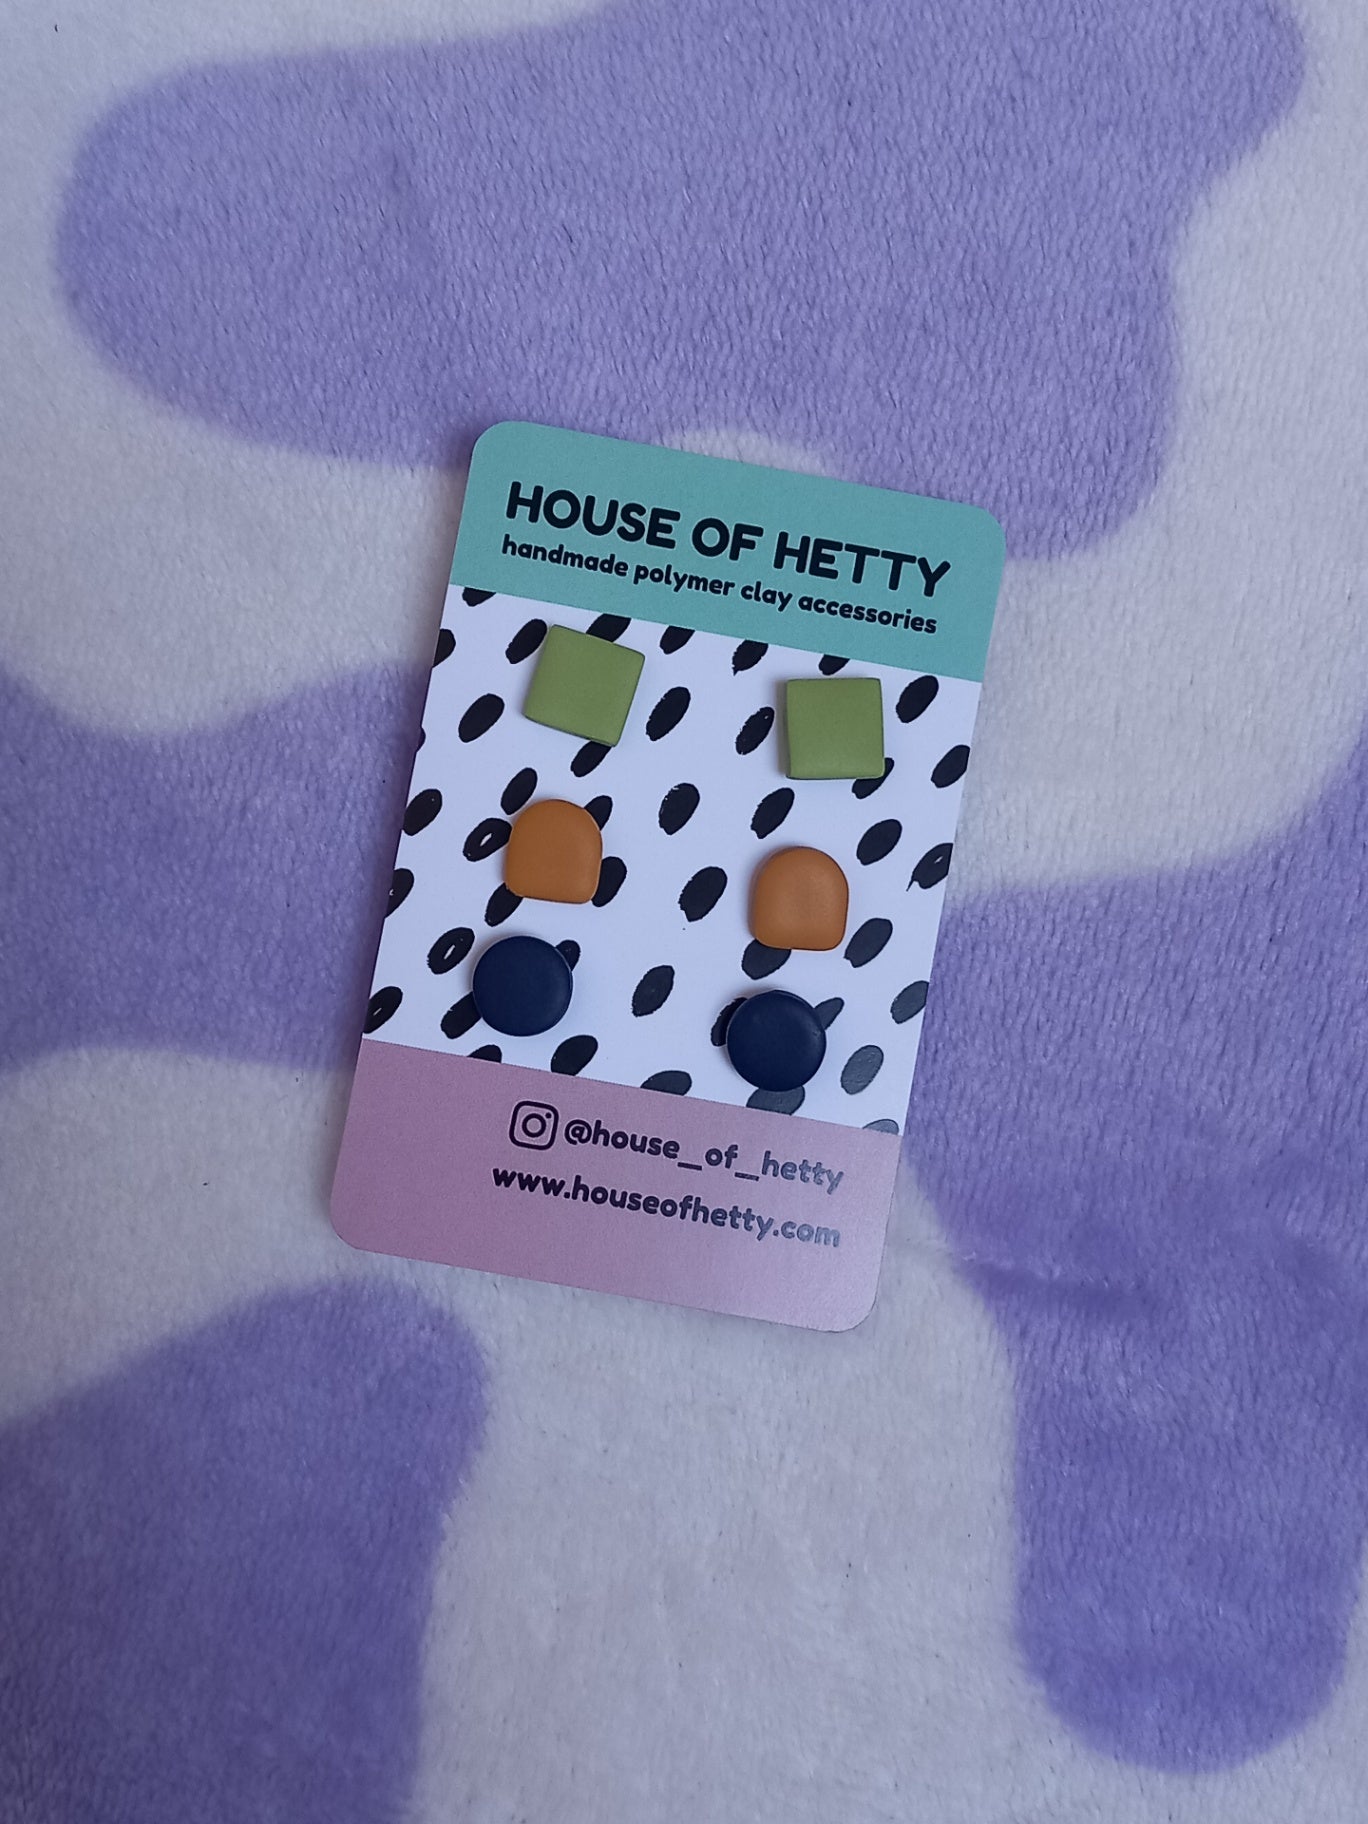 HOUSE OF HETTY
handmade polymer clay accessories
@house_of_hetty
www.houseofhetty.com